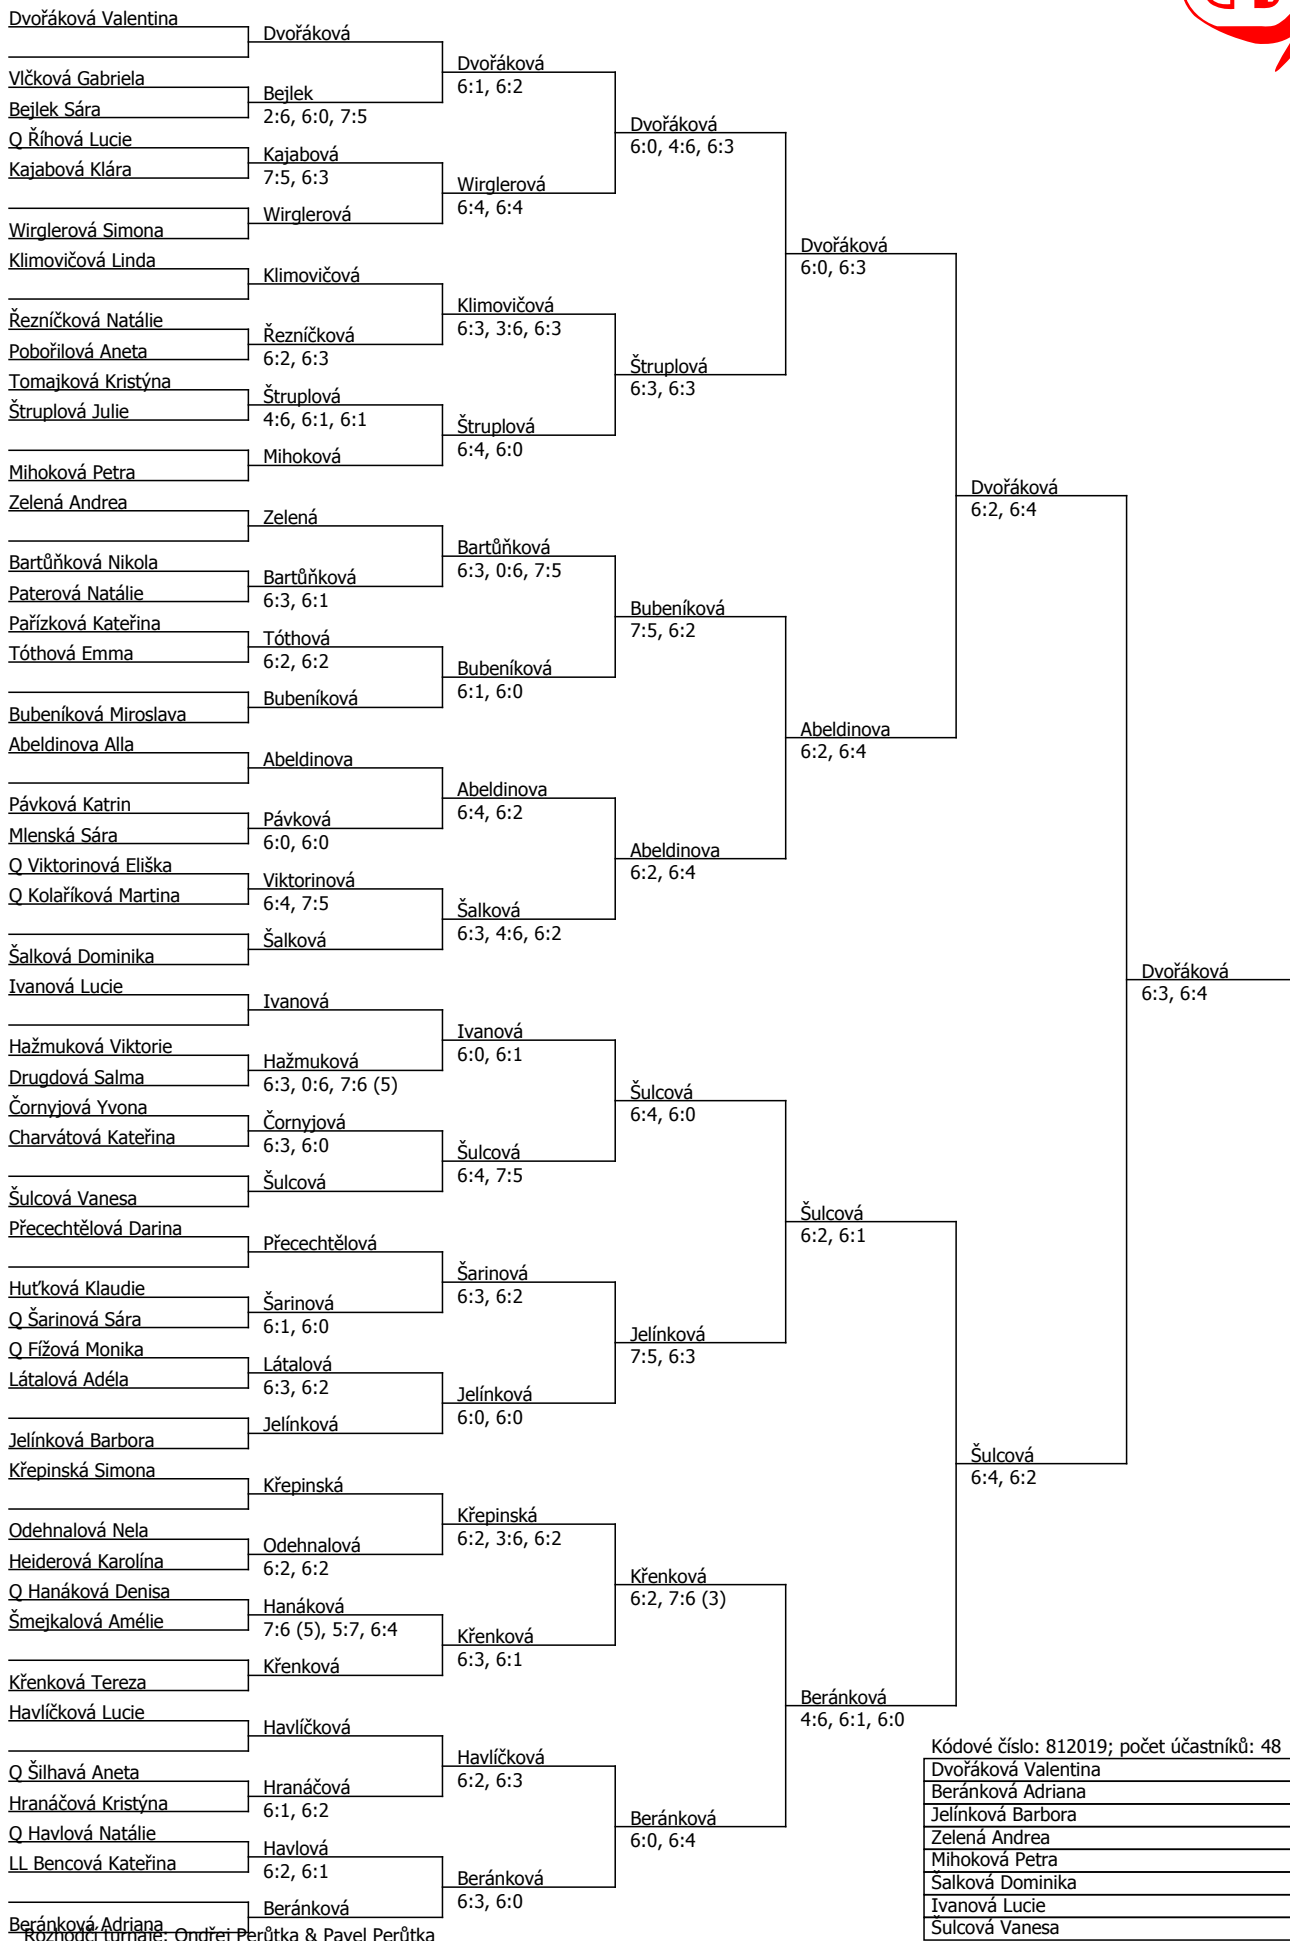 Dvořáková Valentina
Vlčková Gabriela
Bejlek Sára
Q Říhová Lucie
Kajabová Klára
Wirglerová Simona
Klimovičová Linda
Řezníčková Natálie
Pobořilová Aneta
Tomajková Kristýna
Štruplová Julie
Mihoková Petra
Zelená Andrea
Bartůňková Nikola
Paterová Natálie
Pařízková Kateřina
Tóthová Emma
Bubeníková Miroslava
Abeldinova Alla
Pávková Katrin
Mlenská Sára
Q Viktorinová Eliška
Q Kolaříková Martina
Šalková Dominika
Ivanová Lucie
Hažmuková Viktorie
Drugdová Salma
Čornyjová Yvona
Charvátová Kateřina
Šulcová Vanesa
Přecechtělová Darina
Huťková Klaudie
Q Šarinová Sára
Q Fížová Monika
Látalová Adéla
Jelínková Barbora
Křepinská Simona
Odehnalová Nela
Heiderová Karolína
Q Hanáková Denisa
Šmejkalová Amélie
Křenková Tereza
Havlíčková Lucie
Q Šilhavá Aneta
Hranáčová Kristýna
Q Havlová Natálie
LL Bencová Kateřina
Beránková Adriana
Rozhodčí turnaje: Ondřej Perůtka & Pavel Perůtka
Dvořáková
Bejlek
2:6, 6:0, 7:5
Kajabová
7:5, 6:3
Wirglerová
Klimovičová
Řezníčková
6:2, 6:3
Štruplová
4:6, 6:1, 6:1
Mihoková
Zelená
Bartůňková
6:3, 6:1
Tóthová
6:2, 6:2
Bubeníková
Abeldinova
Pávková
6:0, 6:0
Viktorinová
6:4, 7:5
Šalková
Ivanová
Hažmuková
6:3, 0:6, 7:6 (5)
Čornyjová
6:3, 6:0
Šulcová
Přecechtělová
Šarinová
6:1, 6:0
Látalová
6:3, 6:2
Jelínková
Křepinská
Odehnalová
6:2, 6:2
Hanáková
7:6 (5), 5:7, 6:4
Křenková
Havlíčková
Hranáčová
6:1, 6:2
Havlová
6:2, 6:1
Beránková
Dvořáková
6:1, 6:2
Wirglerová
6:4, 6:4
Klimovičová
6:3, 3:6, 6:3
Štruplová
6:4, 6:0
Bartůňková
6:3, 0:6, 7:5
Bubeníková
6:1, 6:0
Abeldinova
6:4, 6:2
Šalková
6:3, 4:6, 6:2
Ivanová
6:0, 6:1
Šulcová
6:4, 7:5
Šarinová
6:3, 6:2
Jelínková
6:0, 6:0
Křepinská
6:2, 3:6, 6:2
Křenková
6:3, 6:1
Havlíčková
6:2, 6:3
Beránková
6:3, 6:0
Dvořáková
6:0, 4:6, 6:3
Štruplová
6:3, 6:3
Bubeníková
7:5, 6:2
Abeldinova
6:2, 6:4
Šulcová
6:4, 6:0
Jelínková
7:5, 6:3
Křenková
6:2, 7:6 (3)
Beránková
6:0, 6:4
Dvořáková
6:0, 6:3
Abeldinova
6:2, 6:4
Šulcová
6:2, 6:1
Beránková
4:6, 6:1, 6:0
Dvořáková
6:2, 6:4
Šulcová
6:4, 6:2
Dvořáková
6:3, 6:4
Kódové číslo: 812019; počet účastníků: 48
Dvořáková Valentina
Beránková Adriana
Jelínková Barbora
Zelená Andrea
Mihoková Petra
Šalková Dominika
Ivanová Lucie
Šulcová Vanesa